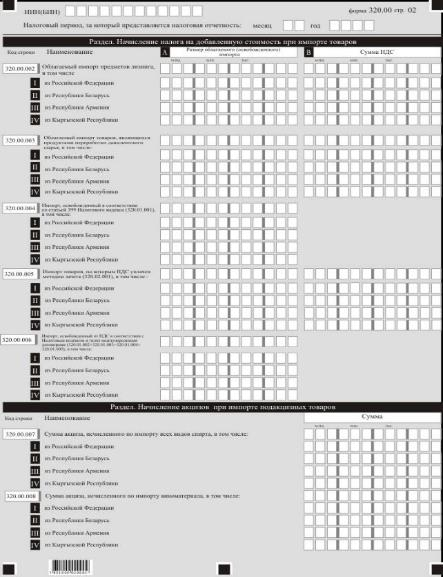 ИИН(БИН)
форма 320.00 стр. 02
Налоговый период, за который представляется налоговая отчетность: месяц год
Раздел. Начисление налога на добавленную стоимость при импорте товаров
Код строки Наименование A Размер облагаемого (освобожденного) импорта B Сумма НДС
320.00.002 Облагаемый импорт предметов лизинга, в том числе
I из Российской Федерации
II из Республики Беларусь
III из Республики Армения
IV из Кыргызской Республики
320.00.003 Облагаемый импорт товаров, являющихся
продуктами переработки давальческого
сырья, в том числе:
I из Российской Федерации
II из Республики Беларусь
III из Республики Армения
IV из Кыргызской Республики
320.00.004 Импорт, освобожденный в соответствии
со статьей 399 Налогового кодекса (320.03.001),
в том числе:
I из Российской Федерации
II из Республики Беларусь
III из Республики Армения
IV из Кыргызской Республики
320.00.005 Импорт товаров, по которым НДС уплачен
методом зачета (320.02.001), в том числе:
I из Российской Федерации
II из Республики Беларусь
III из Республики Армения
IV из Кыргызской Республики
320.00.006 Импорт, освобожденный от НДС в соответствии с
в том числе:
I из Российской Федерации
II из Республики Беларусь
III из Республики Армения
IV из Кыргызской Республики
Раздел. Начисление акцизов при импорте подакцизных товаров
Код строки Наименование Сумма
320.00.007 Сумма акциза, исчисленного по импорту всех видов спирта, в том числе:
I из Российской Федерации
II из Республики Беларусь
III из Республики Армения
IV из Кыргызской Республики
320.00.008 Сумма акциза, исчисленного по импорту виноматериала, в том числе:
I из Российской Федерации
II из Республики Беларусь
III из Республики Армения
IV из Кыргызской Республики